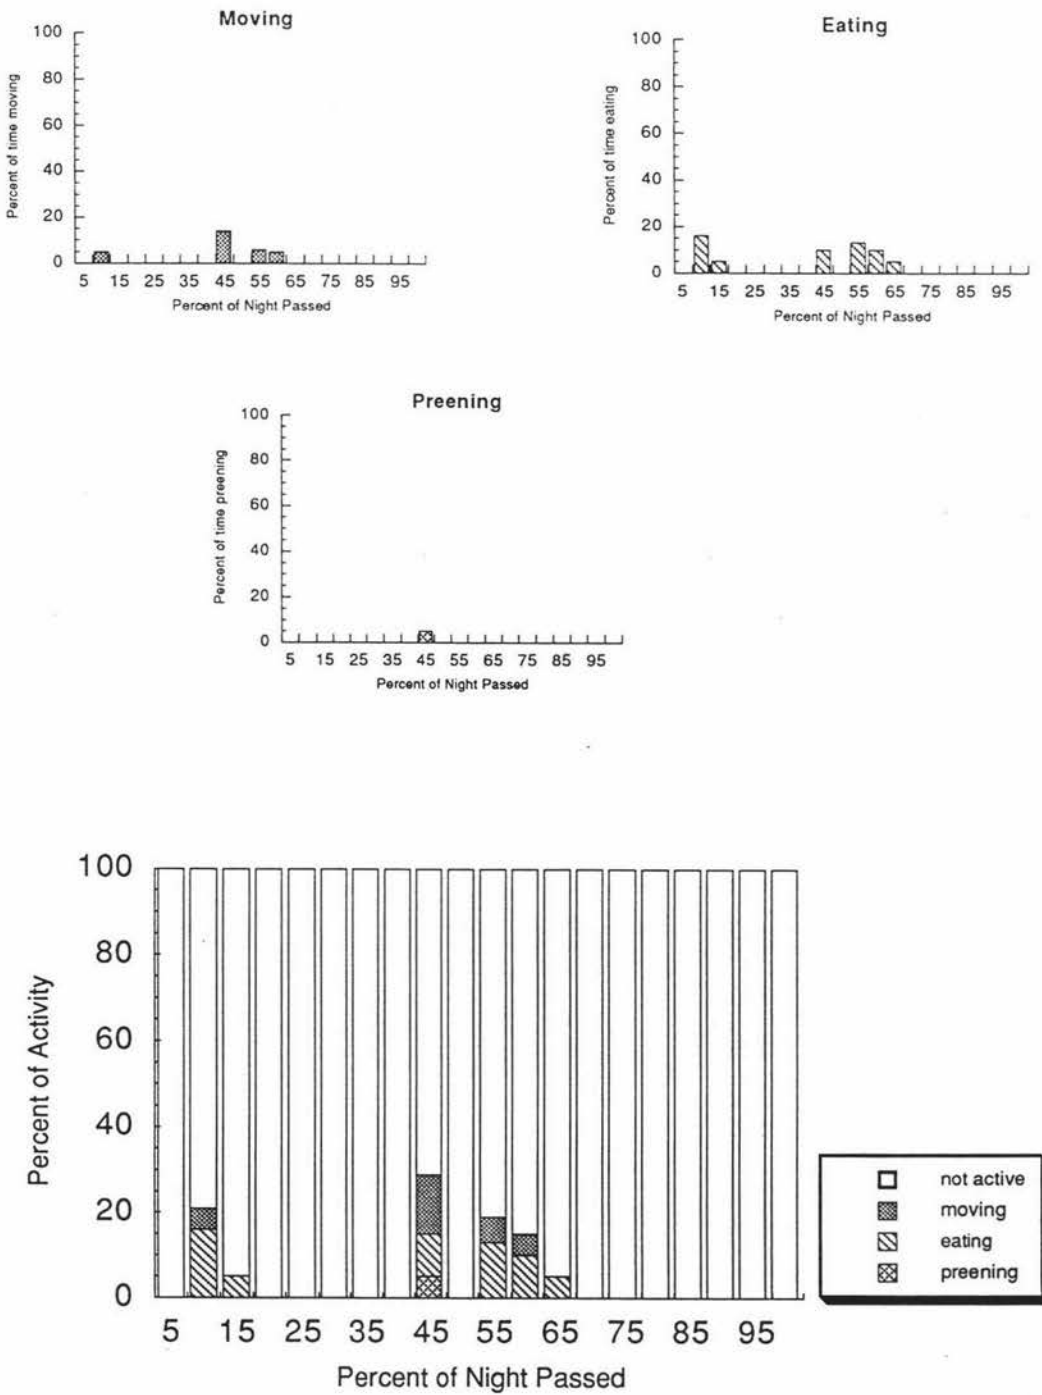 Moving
100
80
60
40
20
0
Percent of time moving
5 15 25 35 45 55 65 75 85 95
Percent of Night Passed
Eating
100
80
60
40
20
0
Percent of time eating
5 15 25 35 45 55 65 75 85 95
Percent of Night Passed
Preening
100
80
60
40
20
0
Percent of time preening
5 15 25 35 45 55 65 75 85 95
Percent of Night Passed
100
80
60
40
20
0
Percent of Activity
5 15 25 35 45 55 65 75 85 95
Percent of Night Passed
not active
moving
eating
preening